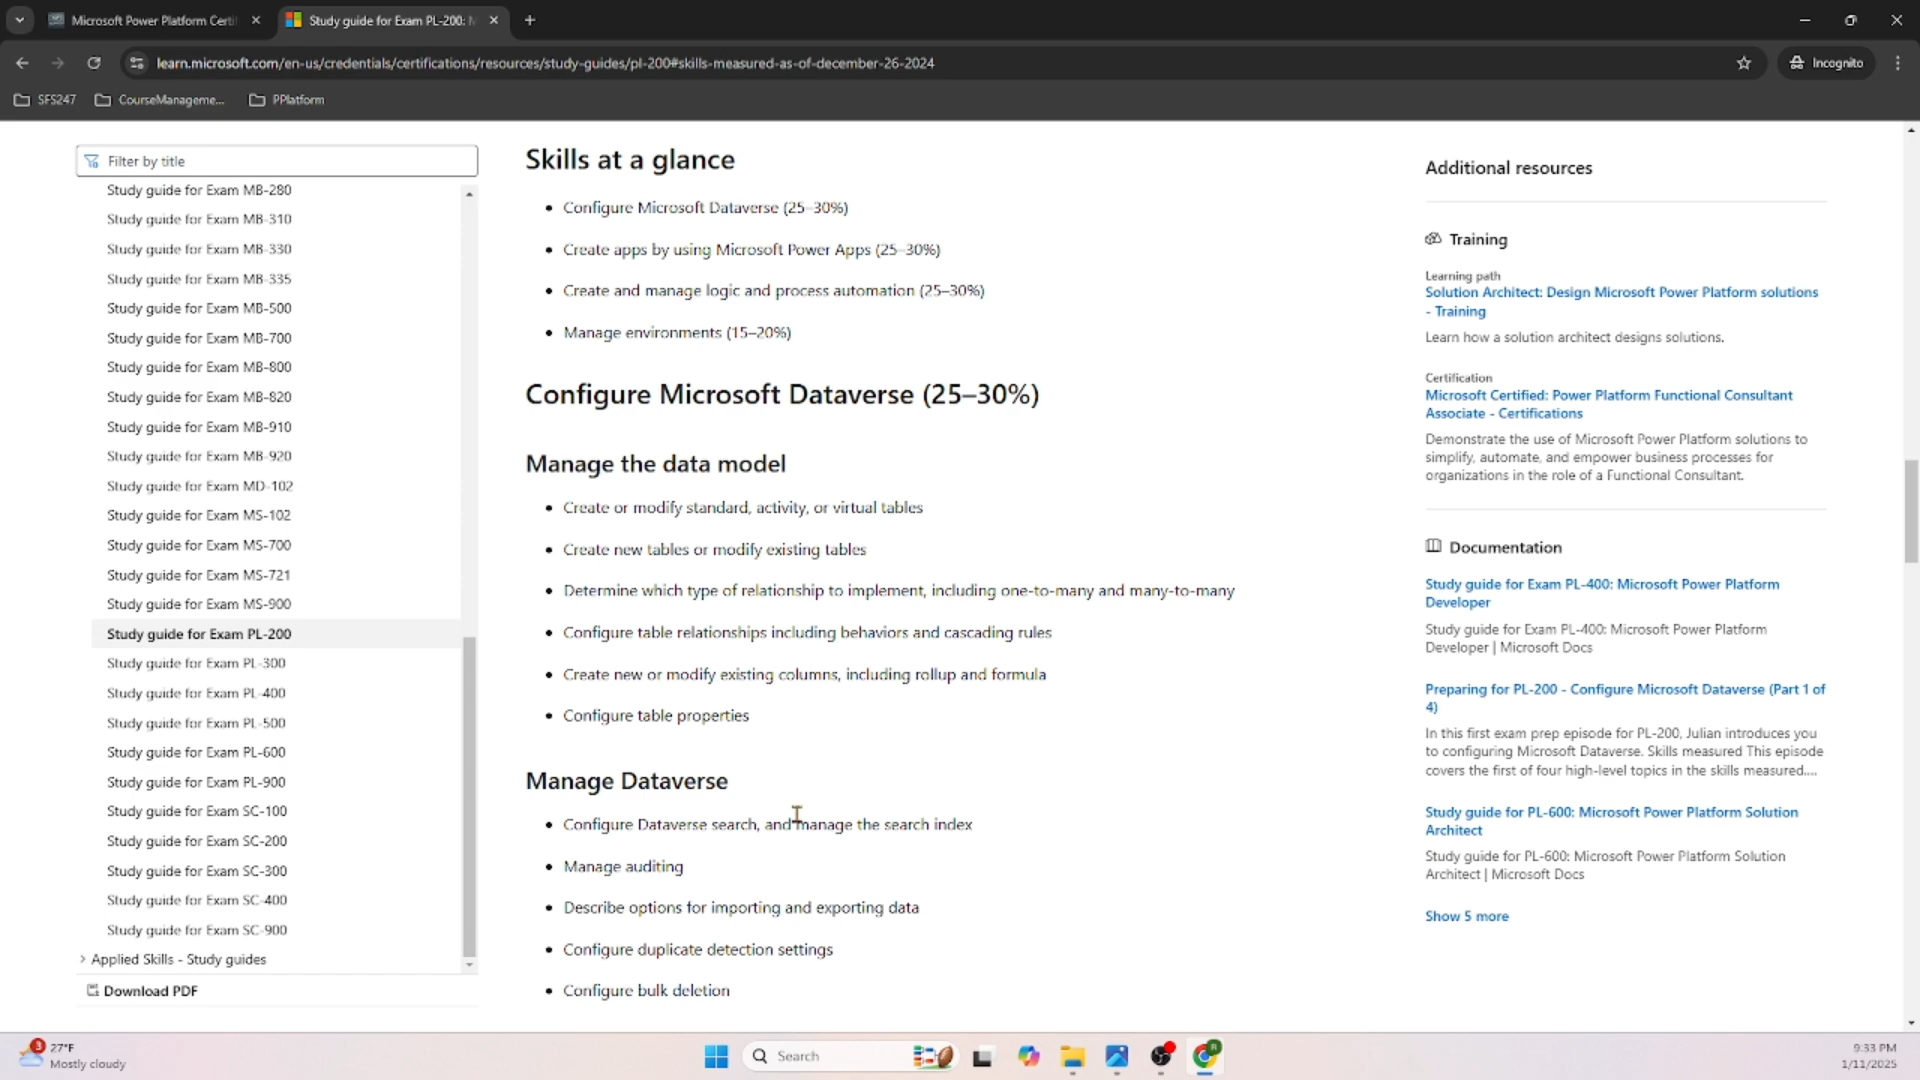 Microsoft Power Platform Certi
Study guide for Exam PL-200: M
learn.microsoft.com/en-us/credentials/certifications/resources/study-guides/pl-200#skills-measured-as-of-december-26-2024
Incognito
SFS247
CourseManageme...
PPlatform
Filter by title
Study guide for Exam MB-280
Study guide for Exam MB-310
Study guide for Exam MB-330
Study guide for Exam MB-335
Study guide for Exam MB-500
Study guide for Exam MB-700
Study guide for Exam MB-800
Study guide for Exam MB-820
Study guide for Exam MB-910
Study guide for Exam MB-920
Study guide for Exam MD-102
Study guide for Exam MS-102
Study guide for Exam MS-700
Study guide for Exam MS-721
Study guide for Exam MS-900
Study guide for Exam PL-200
Study guide for Exam PL-300
Study guide for Exam PL-400
Study guide for Exam PL-500
Study guide for Exam PL-600
Study guide for Exam PL-900
Study guide for Exam SC-100
Study guide for Exam SC-200
Study guide for Exam SC-300
Study guide for Exam SC-400
Study guide for Exam SC-900
Applied Skills - Study guides
Download PDF
Skills at a glance
• Configure Microsoft Dataverse (25–30%)
• Create apps by using Microsoft Power Apps (25–30%)
• Create and manage logic and process automation (25–30%)
• Manage environments (15–20%)
Configure Microsoft Dataverse (25–30%)
Manage the data model
• Create or modify standard, activity, or virtual tables
• Create new tables or modify existing tables
• Determine which type of relationship to implement, including one-to-many and many-to-many
• Configure table relationships including behaviors and cascading rules
• Create new or modify existing columns, including rollup and formula
• Configure table properties
Manage Dataverse
• Configure Dataverse search, and manage the search index
• Manage auditing
• Describe options for importing and exporting data
• Configure duplicate detection settings
• Configure bulk deletion
Additional resources
Training
Learning path
Solution Architect: Design Microsoft Power Platform solutions
- Training
Learn how a solution architect designs solutions.
Certification
Microsoft Certified: Power Platform Functional Consultant
Associate - Certifications
Demonstrate the use of Microsoft Power Platform solutions to
simplify, automate, and empower business processes for
organizations in the role of a Functional Consultant.
Documentation
Study guide for Exam PL-400: Microsoft Power Platform
Developer
Study guide for Exam PL-400: Microsoft Power Platform
Developer | Microsoft Docs
Preparing for PL-200 - Configure Microsoft Dataverse (Part 1 of
4)
In this first exam prep episode for PL-200, Julian introduces you
to configuring Microsoft Dataverse. Skills measured This episode
covers the first of four high-level topics in the skills measured....
Study guide for PL-600: Microsoft Power Platform Solution
Architect
Study guide for PL-600: Microsoft Power Platform Solution
Architect | Microsoft Docs
Show 5 more
3
27°F
Mostly cloudy
Search
9:33 PM
1/11/2025